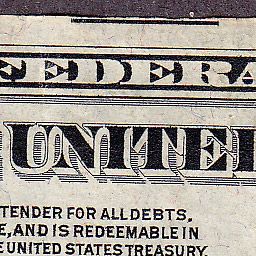 FEDERA
UNITE
TENDER FOR ALL DEBTS,
E, AND IS REDEEMABLE IN
E UNITED STATES TREASURY,